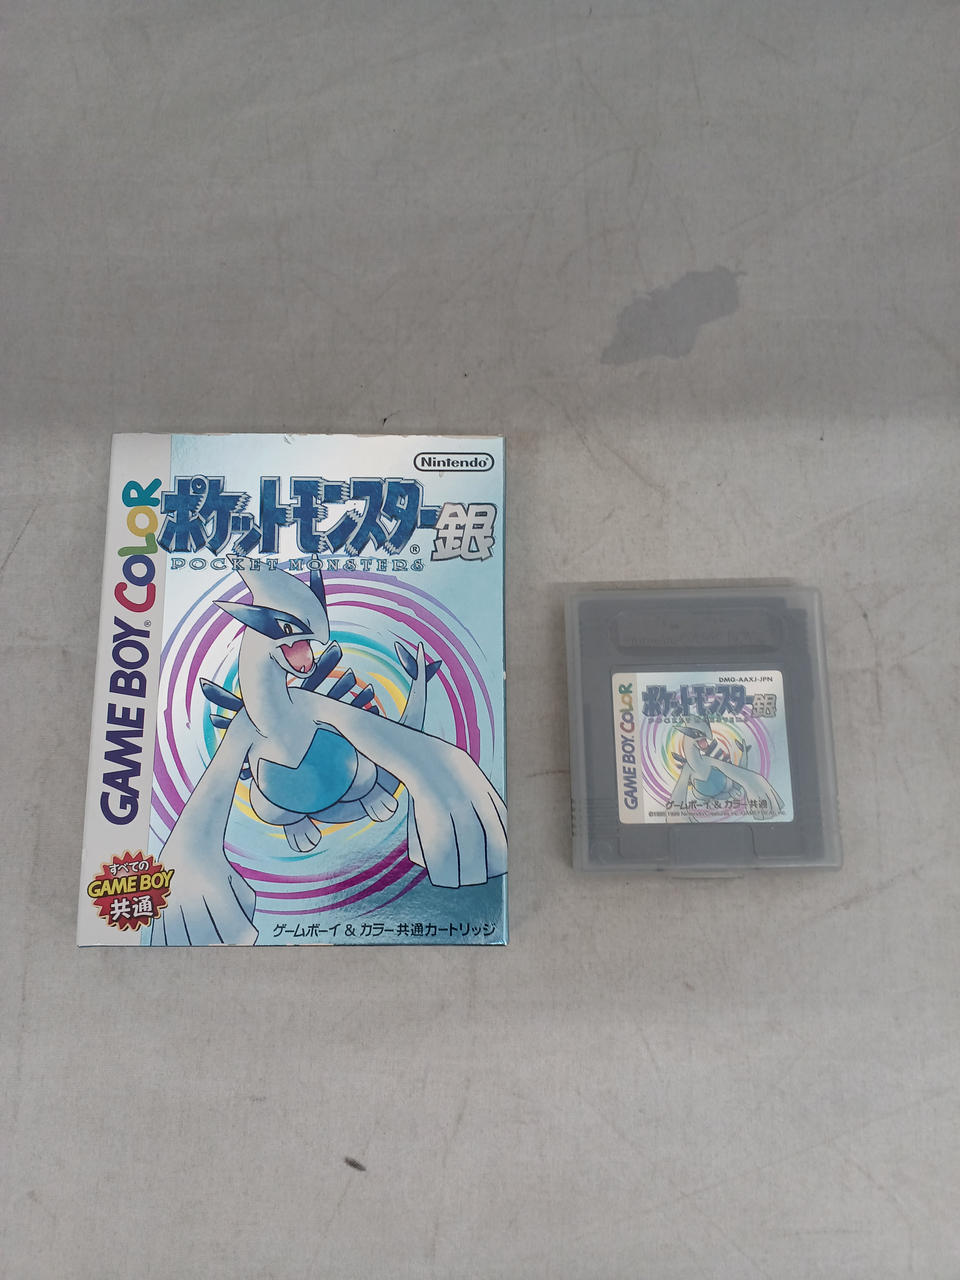 Nintendo®
ポケットモンスター®銀
POCKET MONSTERS
GAME BOY® COLOR
すべての
GAME BOY
共通
ゲームボーイ & カラー共通カートリッジ
DMG-AAXJ-JPN
ポケットモンスター銀
POCKET MONSTERS
GAME BOY COLOR
ゲームボーイ & カラー共通